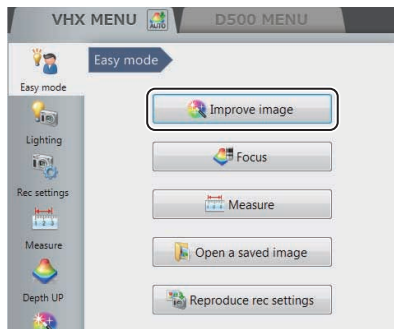 VHX MENU AUTO
D500 MENU
Easy mode
Easy mode
Improve image
Lighting
Focus
Rec settings
Measure
Measure
Open a saved image
Depth UP
Reproduce rec settings